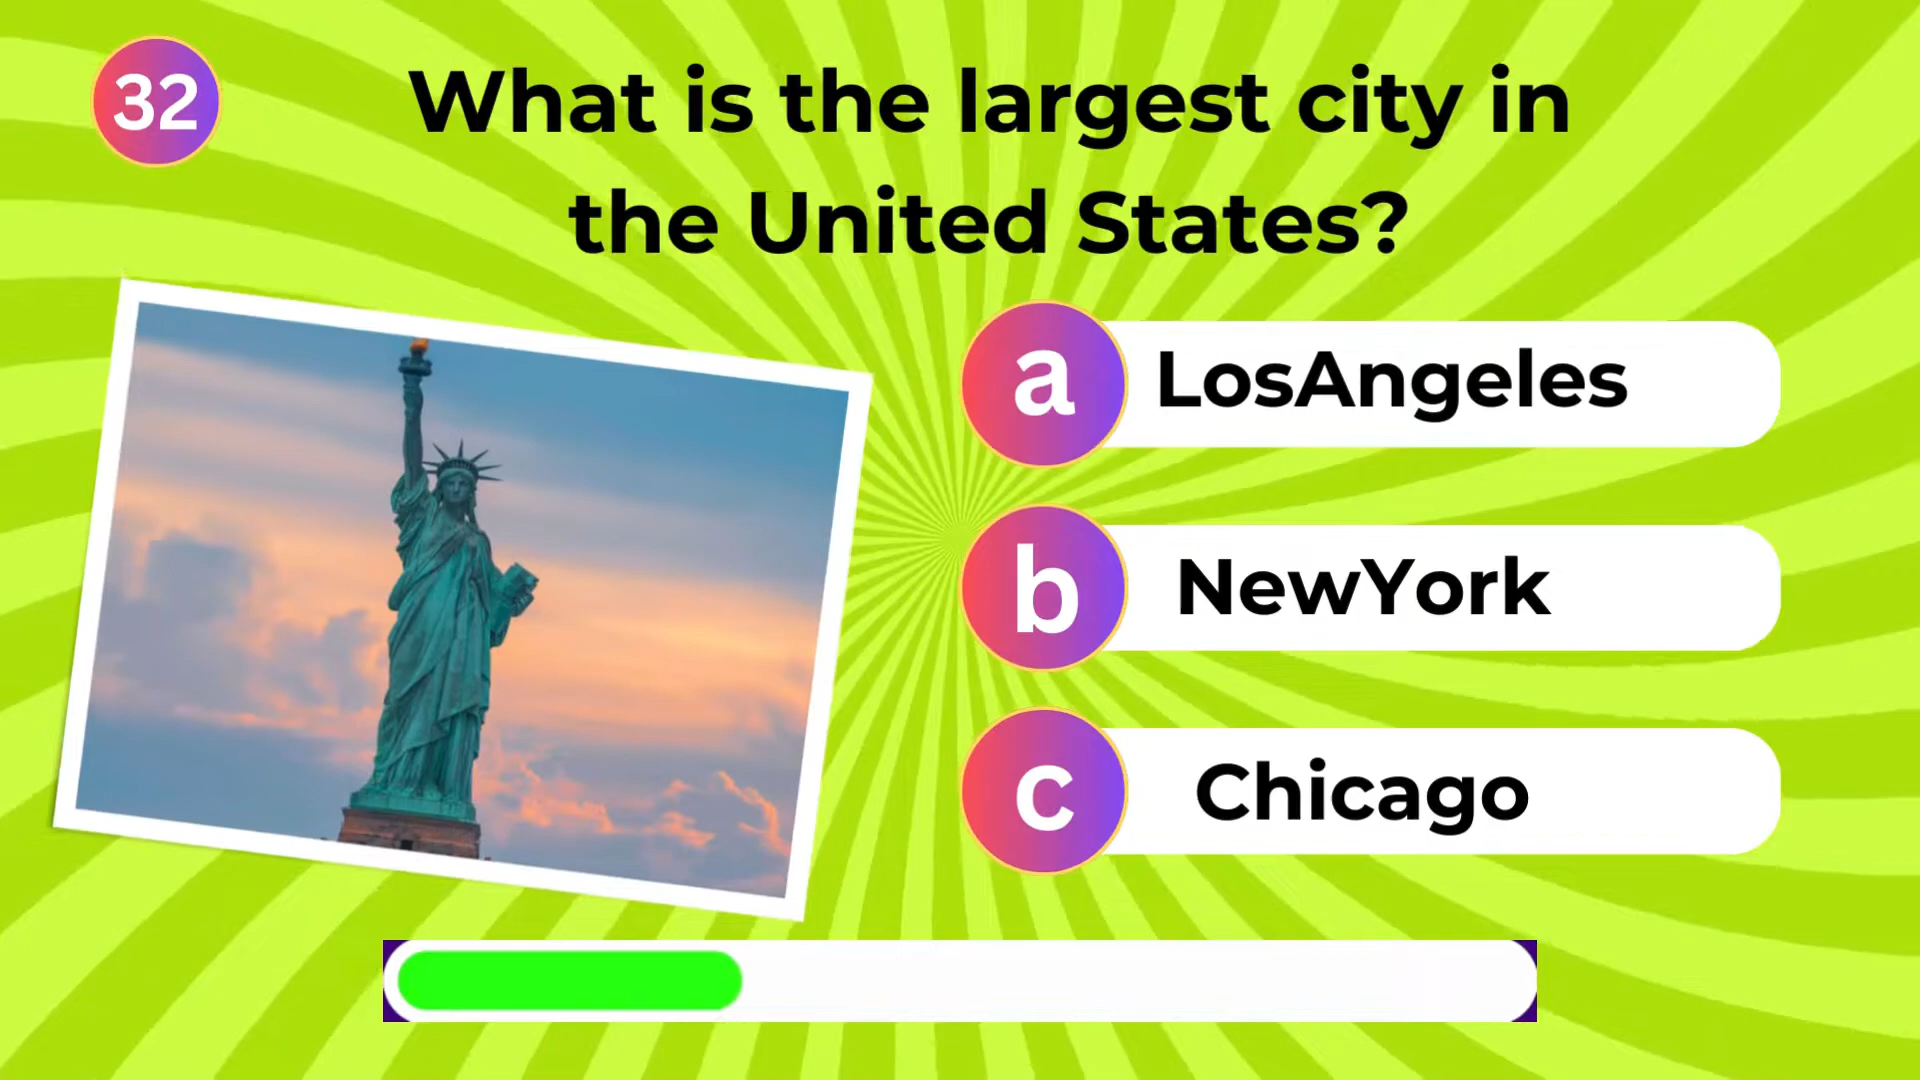 32
What is the largest city in
the United States?
a LosAngeles
b NewYork
c Chicago